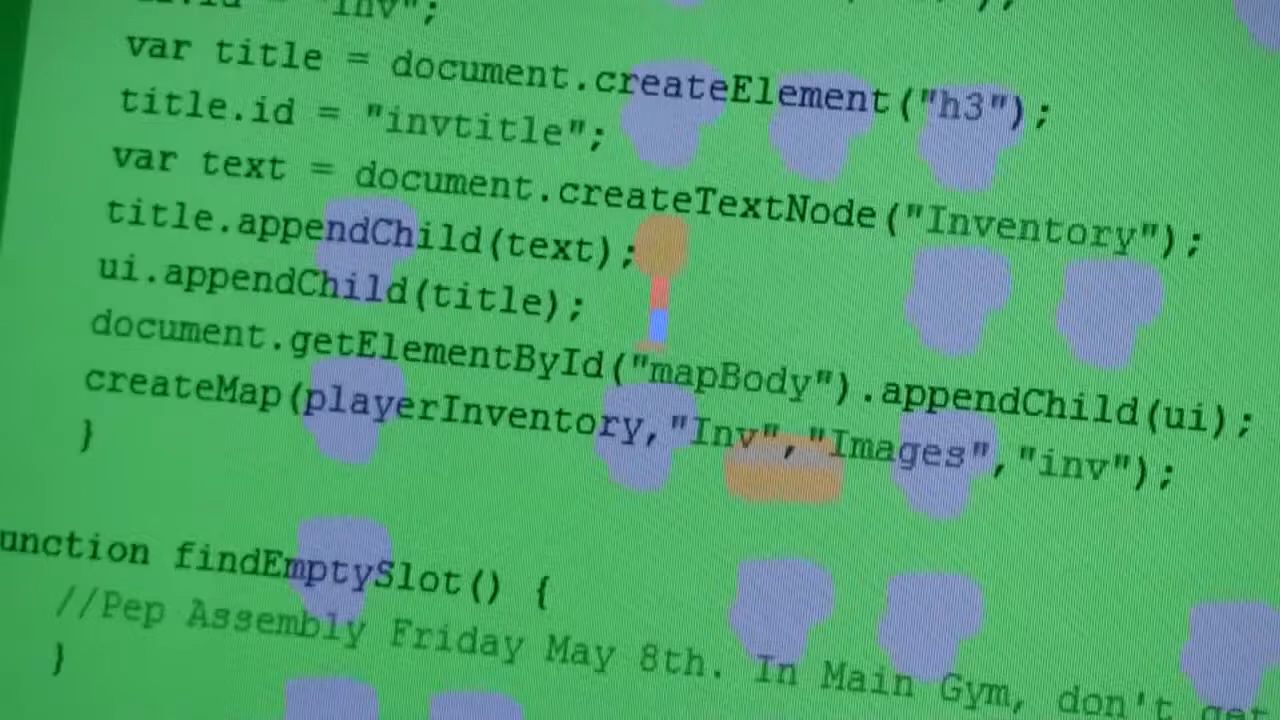 "inv";
var title = document.createElement("h3");
title.id = "invtitle";
var text = document.createTextNode("Inventory");
title.appendChild(text);
ui.appendChild(title);
document.getElementById("mapBody").appendChild(ui);
createMap(playerInventory,"Inv","Images","inv");
}
unction findEmptySlot() {
//Pep Assembly Friday May 8th. In Main Gym, don't get
}